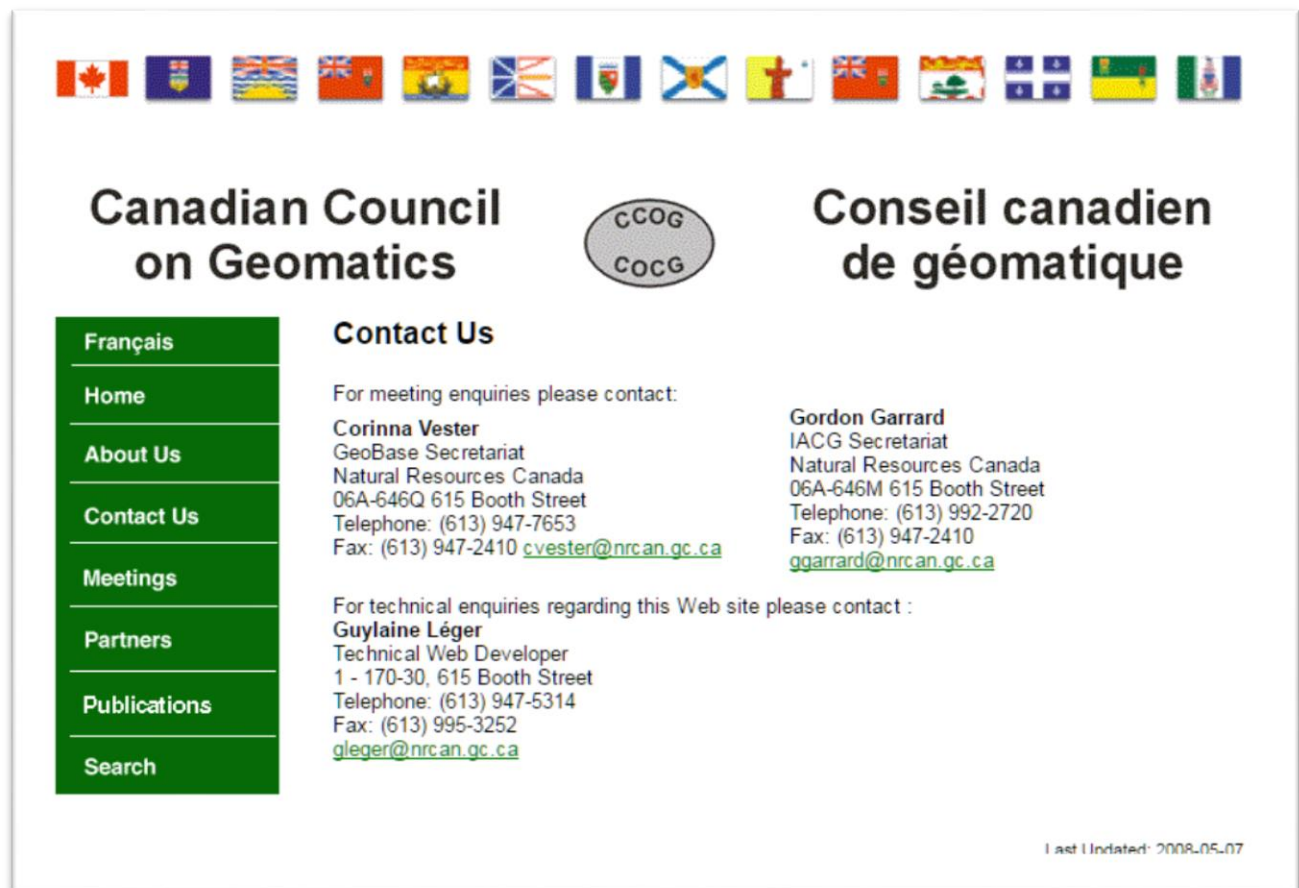 Canadian Council
on Geomatics
CCOG
COCG
Conseil canadien
de géomatique
Français
Home
About Us
Contact Us
Meetings
Partners
Publications
Search
Contact Us
For meeting enquiries please contact:
Corinna Vester
GeoBase Secretariat
Natural Resources Canada
06A-646Q 615 Booth Street
Telephone: (613) 947-7653
Fax: (613) 947-2410 cvester@nrcan.gc.ca
Gordon Garrard
IACG Secretariat
Natural Resources Canada
06A-646M 615 Booth Street
Telephone: (613) 992-2720
Fax: (613) 947-2410
ggarrard@nrcan.gc.ca
For technical enquiries regarding this Web site please contact :
Guylaine Léger
Technical Web Developer
1 - 170-30, 615 Booth Street
Telephone: (613) 947-5314
Fax: (613) 995-3252
gleger@nrcan.gc.ca
Last Updated: 2008-05-07